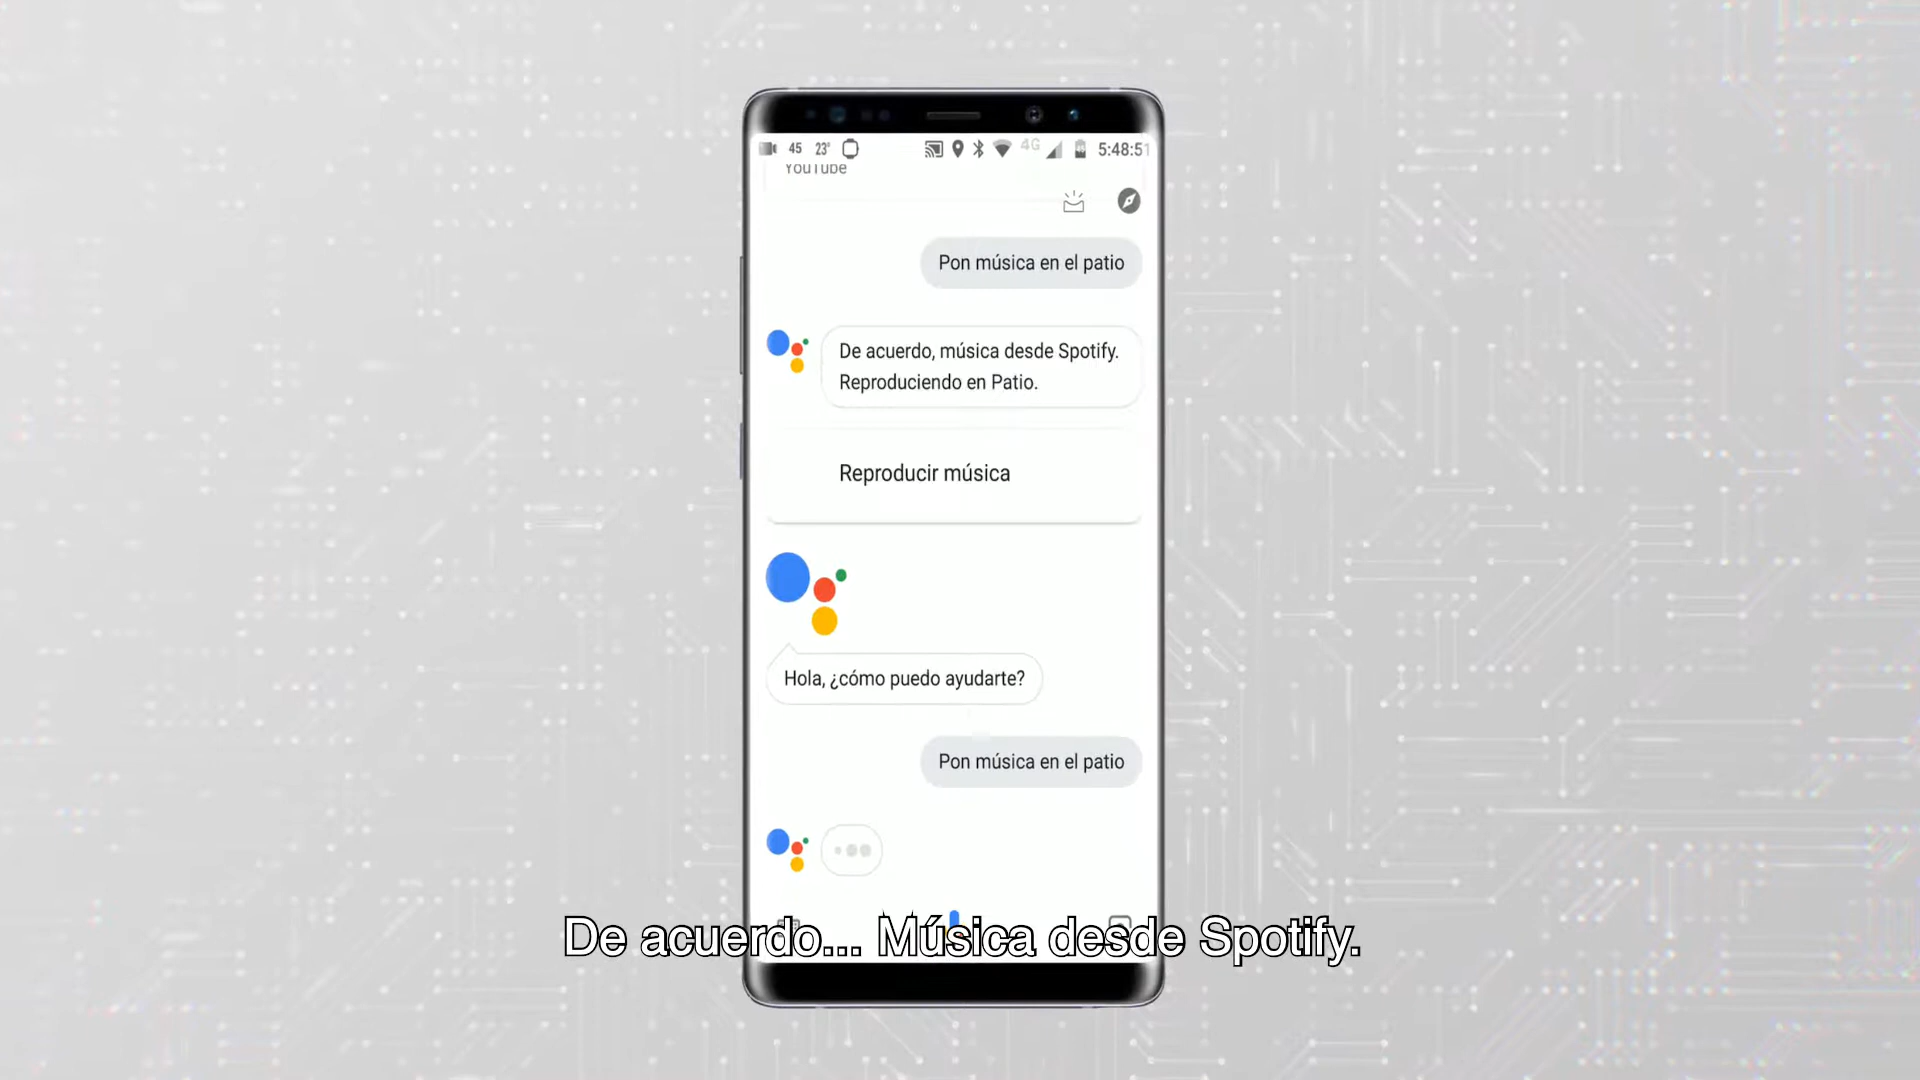 45 23° 4G 5:48:51
YouTube
Pon música en el patio
De acuerdo, música desde Spotify.
Reproduciendo en Patio.
Reproducir música
Hola, ¿cómo puedo ayudarte?
Pon música en el patio
De acuerdo... Música desde Spotify.